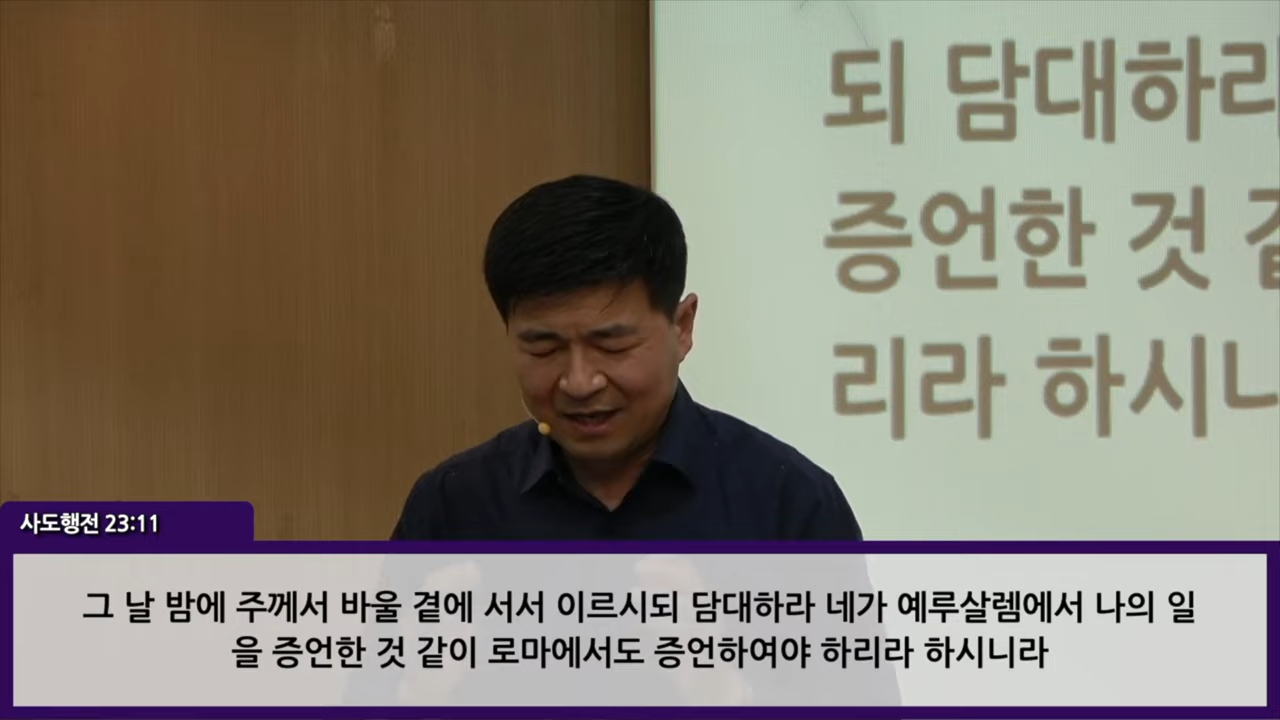 되 담대하라
증언한 것
리라 하시니
사도행전 23:11
그 날 밤에 주께서 바울 곁에 서서 이르시되 담대하라 네가 예루살렘에서 나의 일
을 증언한 것 같이 로마에서도 증언하여야 하리라 하시니라